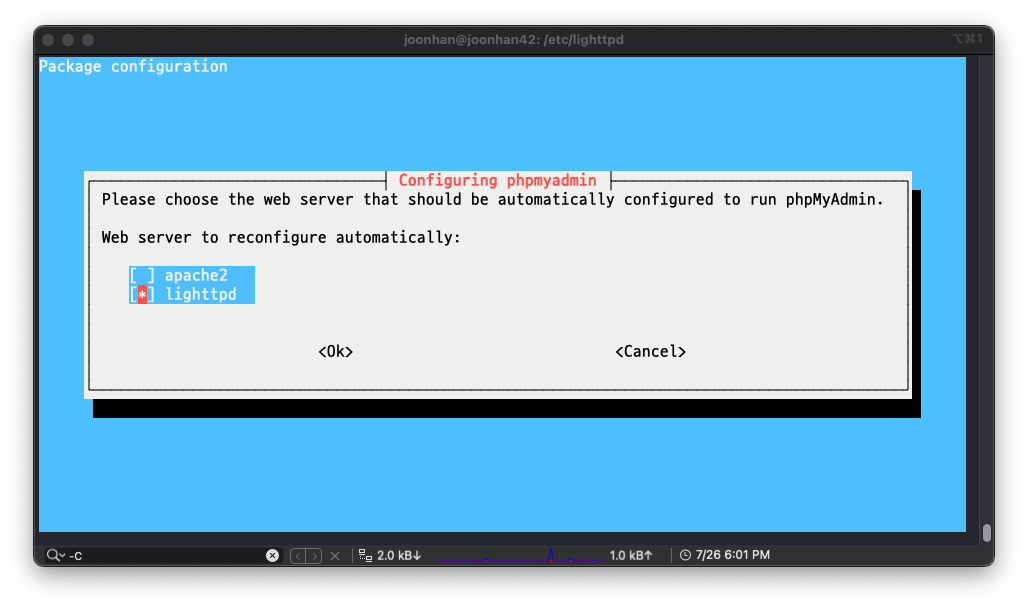 joonhan@joonhan42: /etc/lighttpd
⌥⌘1
Package configuration
Configuring phpmyadmin
Please choose the web server that should be automatically configured to run phpMyAdmin.
Web server to reconfigure automatically:
[ ] apache2
[*] lighttpd
<Ok> <Cancel>
-C 2.0 kB↓ 1.0 kB↑ 7/26 6:01 PM